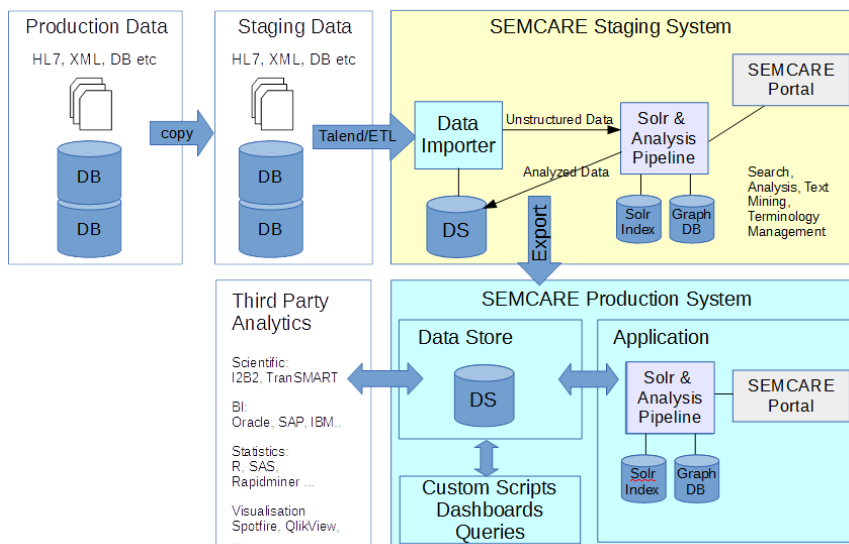 Production Data
HL7, XML, DB etc
DB
DB
copy
Staging Data
HL7, XML, DB etc
DB
DB
Talend/ETL
SEMCARE Staging System
Data
Importer
Unstructured Data
Analyzed Data
DS
Solr &
Analysis
Pipeline
Solr
Index
Graph
DB
SEMCARE
Portal
Search,
Analysis, Text
Mining,
Terminology
Management
Export
Third Party
Analytics
Scientific:
I2B2, TranSMART
BI:
Oracle, SAP, IBM..
Statistics:
R, SAS,
Rapidminer ...
Visualisation
Spotfire, QlikView,
...
SEMCARE Production System
Data Store
DS
Custom Scripts
Dashboards
Queries
Application
Solr &
Analysis
Pipeline
Solr
Index
Graph
DB
SEMCARE
Portal